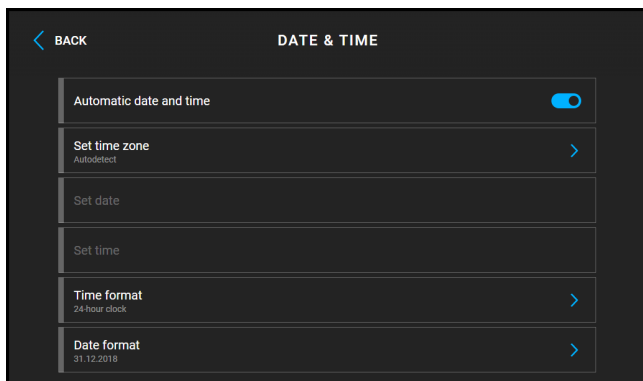 BACK
DATE & TIME
Automatic date and time
Set time zone
Autodetect
Set date
Set time
Time format
24-hour clock
Date format
31.12.2018